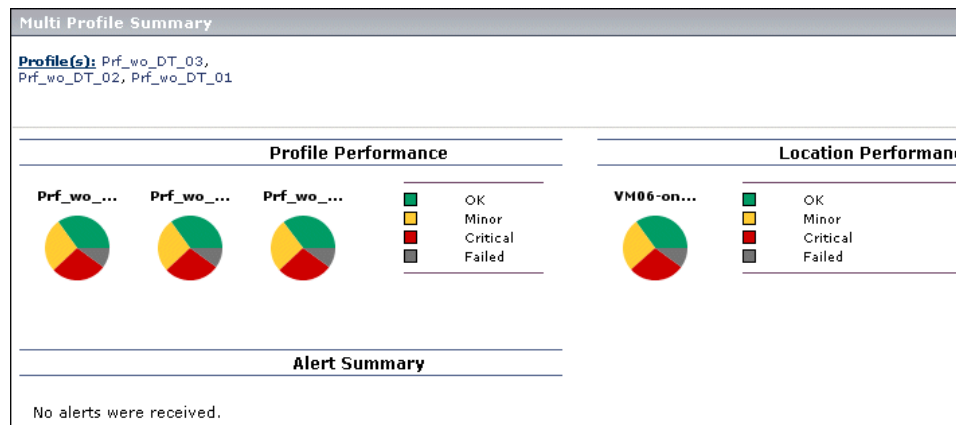 Multi Profile Summary
Profile(s): Prf_wo_DT_03,
Prf_wo_DT_02, Prf_wo_DT_01
Profile Performance
Prf_wo_... Prf_wo_... Prf_wo_...
OK
Minor
Critical
Failed
Location Performanc
VM06-on...
OK
Minor
Critical
Failed
Alert Summary
No alerts were received.